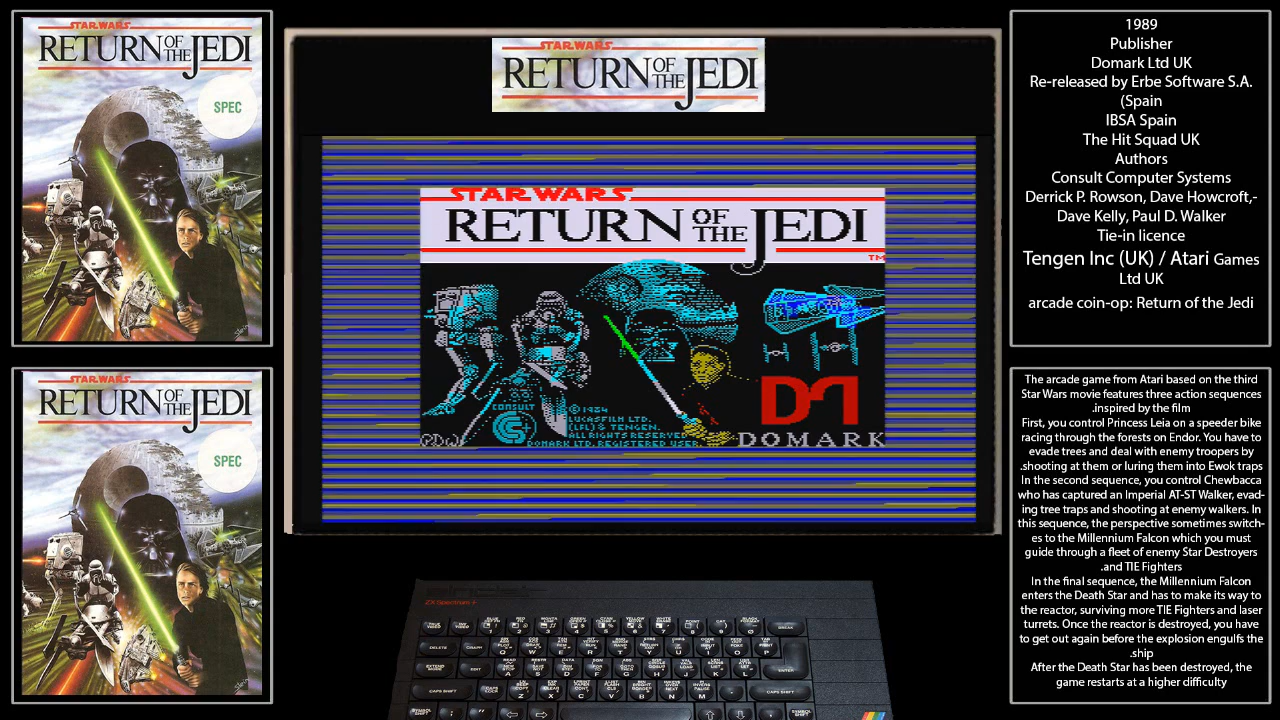 STAR WARS
RETURN OF THE JEDI
SPEC
STAR WARS
RETURN OF THE JEDI
SPEC
STAR WARS
RETURN OF THE JEDI
STAR WARS
RETURN OF THE JEDI
TM
CONSULT
© 1984
LUCASFILM LTD.
(LFL) & TENGEN.
ALL RIGHTS RESERVED
DOMARK LTD. REGISTERED USER.
DOMARK
ZX Spectrum+
DELETE
GRAPH
Q W E R T Y U I O P
BREAK
EDIT
ENTER
CAPS SHIFT
CAPS SHIFT
1989
Publisher
Domark Ltd UK
Re-released by Erbe Software S.A.
(Spain
IBSA Spain
The Hit Squad UK
Authors
Consult Computer Systems
Derrick P. Rowson, Dave Howcroft,-
Dave Kelly, Paul D. Walker
Tie-in licence
Tengen Inc (UK) / Atari Games
Ltd UK
arcade coin-op: Return of the Jedi
The arcade game from Atari based on the third
Star Wars movie features three action sequences
.inspired by the film
First, you control Princess Leia on a speeder bike
racing through the forests on Endor. You have to
evade trees and deal with enemy troopers by
.shooting at them or luring them into Ewok traps
In the second sequence, you control Chewbacca
who has captured an Imperial AT-ST Walker, evad-
ing tree traps and shooting at enemy walkers. In
this sequence, the perspective sometimes switch-
es to the Millennium Falcon which you must
guide through a fleet of enemy Star Destroyers
.and TIE Fighters
In the final sequence, the Millennium Falcon
enters the Death Star and has to make its way to
the reactor, surviving more TIE Fighters and laser
turrets. Once the reactor is destroyed, you have
to get out again before the explosion engulfs the
.ship
After the Death Star has been destroyed, the
game restarts at a higher difficulty